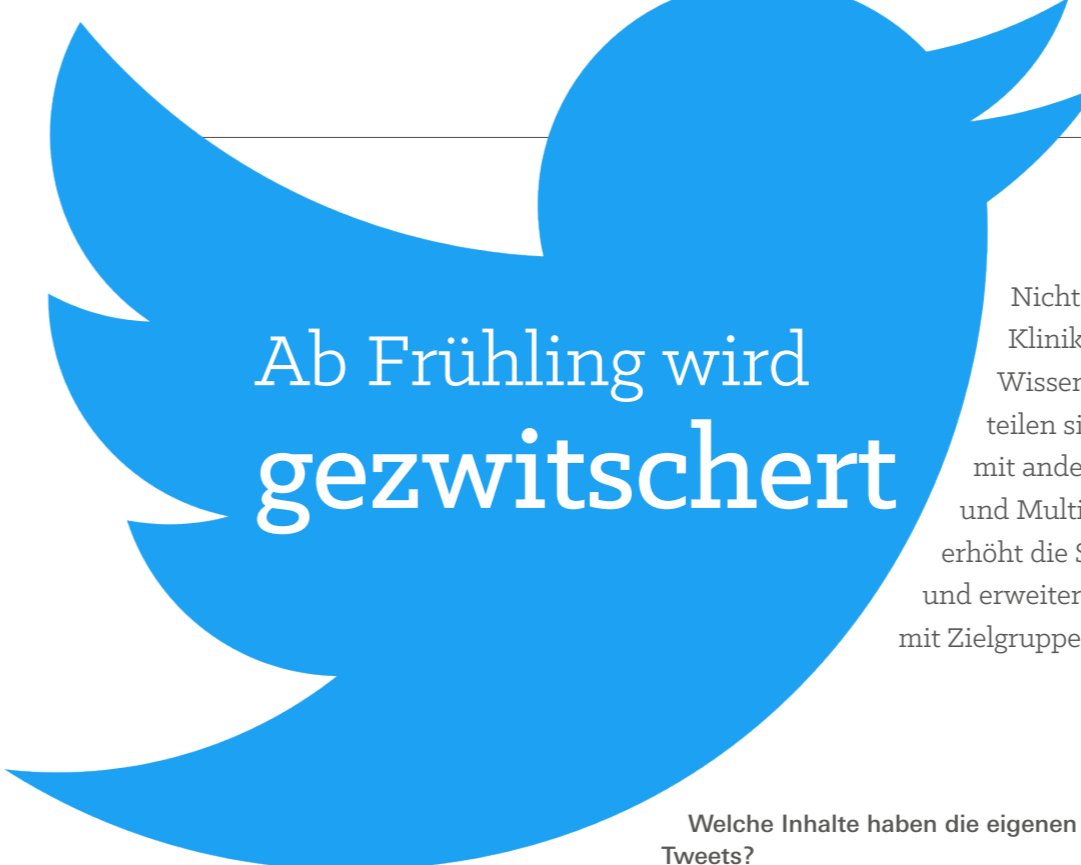 Ab Frühling wird
gezwitschert
Nicht
Klinik
Wisser
teilen si
mit ande
und Multi
erhöht die S
und erweiter
mit Zielgruppe
Welche Inhalte haben die eigenen
Tweets?